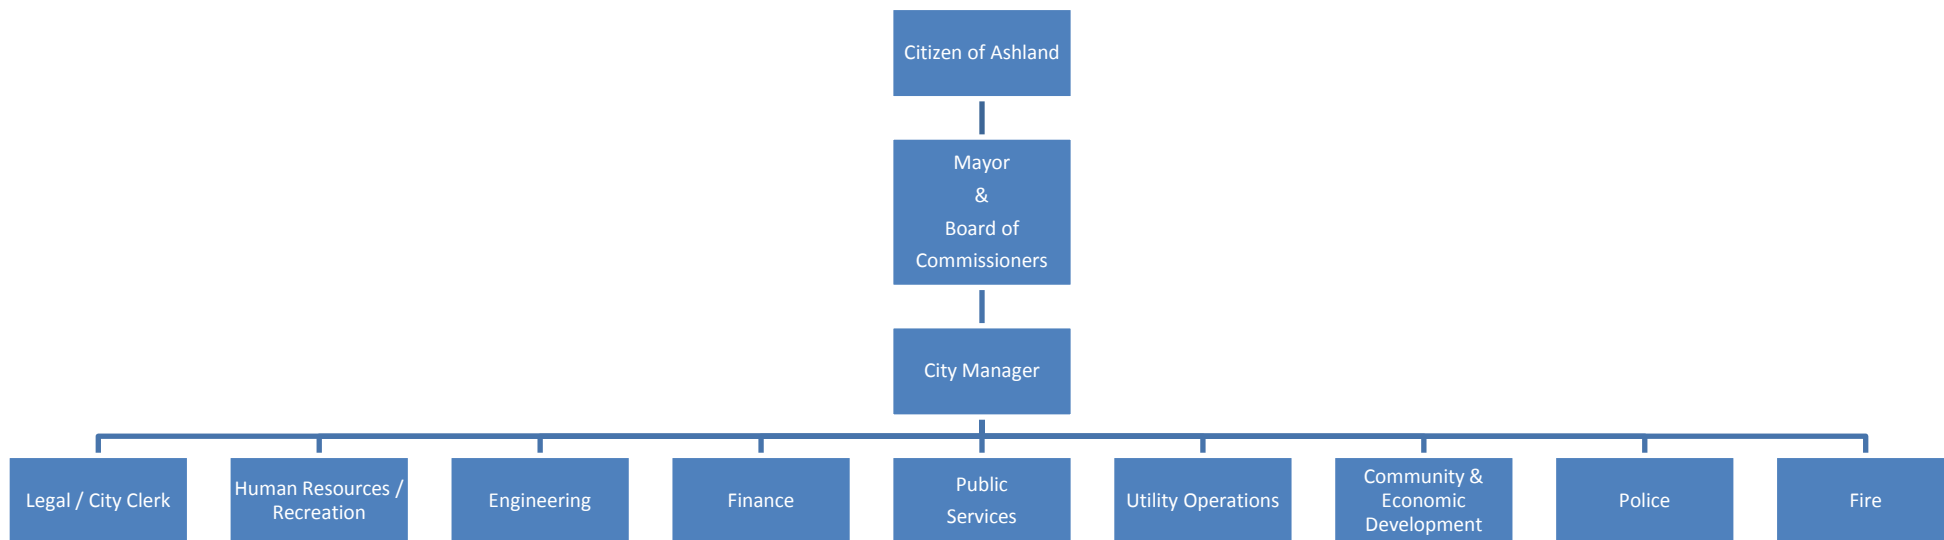 Citizen of Ashland
Mayor
&
Board of
Commissioners
City Manager
Legal / City Clerk
Human Resources /
Recreation
Engineering
Finance
Public
Services
Utility Operations
Community &
Economic
Development
Police
Fire